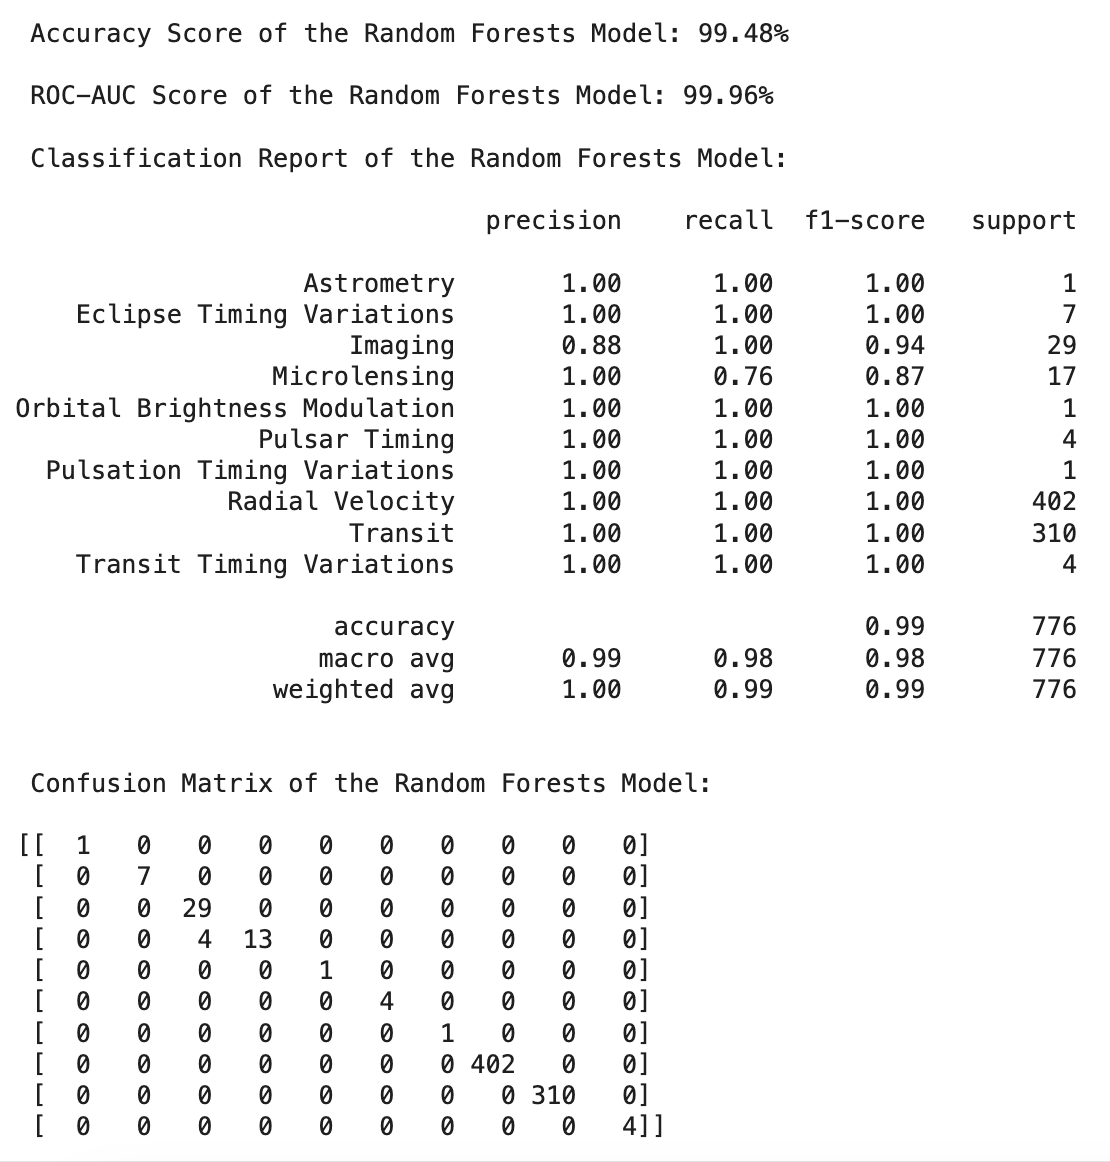 Accuracy Score of the Random Forests Model: 99.48%
ROC-AUC Score of the Random Forests Model: 99.96%
Classification Report of the Random Forests Model:
precision recall f1-score support
Astrometry 1.00 1.00 1.00 1
Eclipse Timing Variations 1.00 1.00 1.00 7
Imaging 0.88 1.00 0.94 29
Microlensing 1.00 0.76 0.87 17
Orbital Brightness Modulation 1.00 1.00 1.00 1
Pulsar Timing 1.00 1.00 1.00 4
Pulsation Timing Variations 1.00 1.00 1.00 1
Radial Velocity 1.00 1.00 1.00 402
Transit 1.00 1.00 1.00 310
Transit Timing Variations 1.00 1.00 1.00 4
accuracy 0.99 776
macro avg 0.99 0.98 0.98 776
weighted avg 1.00 0.99 0.99 776
Confusion Matrix of the Random Forests Model:
[[ 1 0 0 0 0 0 0 0 0 0]
[ 0 7 0 0 0 0 0 0 0 0]
[ 0 0 29 0 0 0 0 0 0 0]
[ 0 0 4 13 0 0 0 0 0 0]
[ 0 0 0 0 1 0 0 0 0 0]
[ 0 0 0 0 0 4 0 0 0 0]
[ 0 0 0 0 0 0 1 0 0 0]
[ 0 0 0 0 0 0 0 402 0 0]
[ 0 0 0 0 0 0 0 0 310 0]
[ 0 0 0 0 0 0 0 0 0 4]]